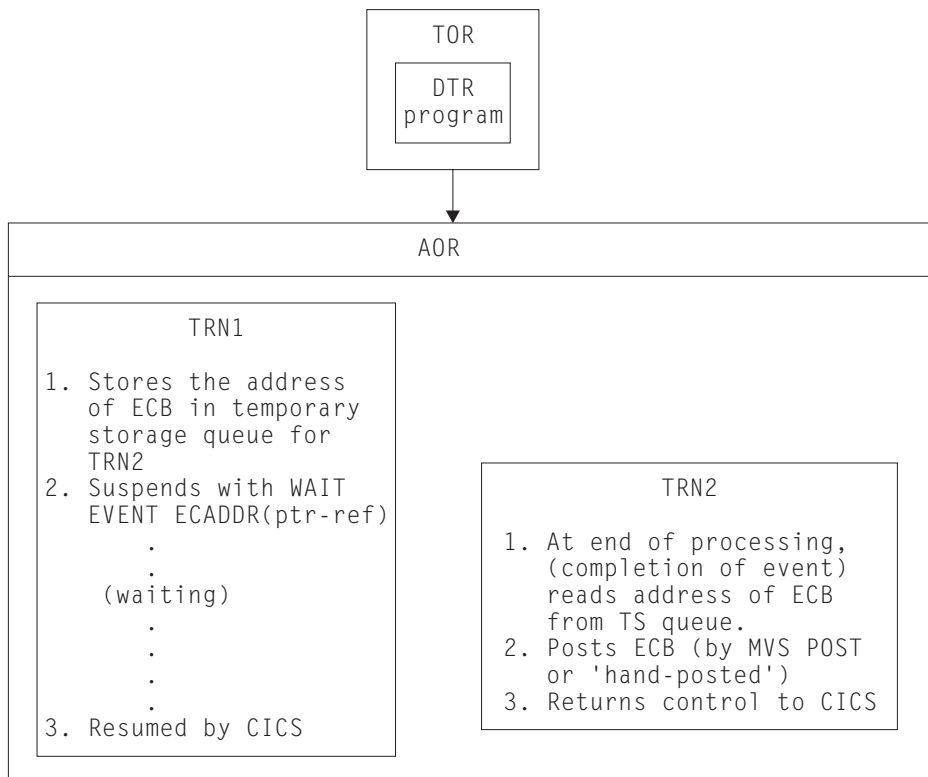 TOR
DTR
program
AOR
TRN1
1. Stores the address
of ECB in temporary
storage queue for
TRN2
2. Suspends with WAIT
EVENT ECADDR(ptr-ref)
.
.
(waiting)
.
.
.
.
3. Resumed by CICS
TRN2
1. At end of processing,
(completion of event)
reads address of ECB
from TS queue.
2. Posts ECB (by MVS POST
or 'hand-posted')
3. Returns control to CICS